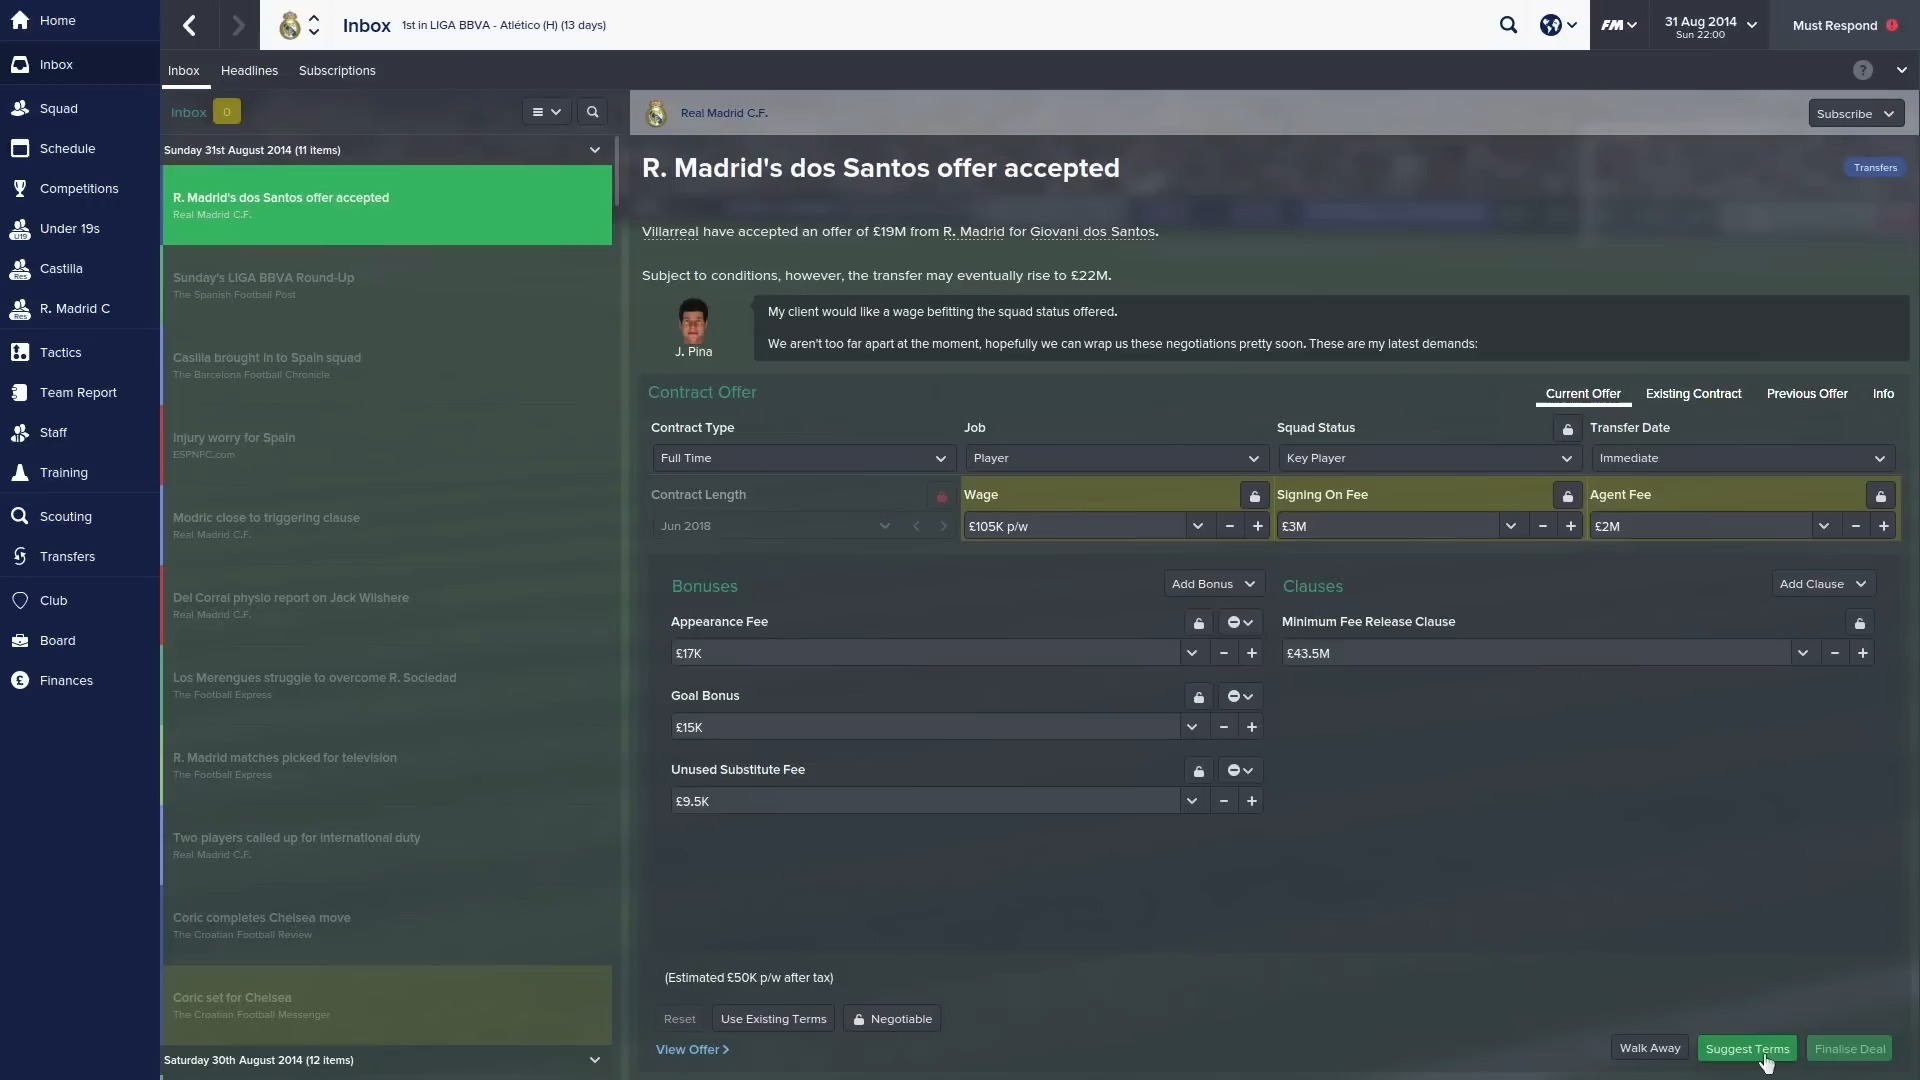 Home
Inbox
Squad
Schedule
Competitions
U19
Under 19s
Res
Castilla
Res
R. Madrid C
Tactics
Team Report
Staff
Training
Scouting
Transfers
Club
Board
Finances
Inbox
1st in LIGA BBVA - Atlético (H) (13 days)
FM
31 Aug 2014
Sun 22:00
Must Respond
Inbox
Headlines
Subscriptions
?
Inbox
0
Sunday 31st August 2014 (11 items)
R. Madrid's dos Santos offer accepted
Real Madrid C.F.
Sunday's LIGA BBVA Round-Up
The Spanish Football Post
Casilla brought in to Spain squad
The Barcelona Football Chronicle
Injury worry for Spain
ESPNFC.com
Modric close to triggering clause
Real Madrid C.F.
Del Corral physio report on Jack Wilshere
Real Madrid C.F.
Los Merengues struggle to overcome R. Sociedad
The Football Express
R. Madrid matches picked for television
The Football Express
Two players called up for international duty
Real Madrid C.F.
Coric completes Chelsea move
The Croatian Football Review
Coric set for Chelsea
The Croatian Football Messenger
Saturday 30th August 2014 (12 items)
Real Madrid C.F.
Subscribe
R. Madrid's dos Santos offer accepted
Transfers
Villarreal have accepted an offer of £19M from R. Madrid for Giovani dos Santos.
Subject to conditions, however, the transfer may eventually rise to £22M.
J. Pina
My client would like a wage befitting the squad status offered.
We aren't too far apart at the moment, hopefully we can wrap us these negotiations pretty soon. These are my latest demands:
Contract Offer
Current Offer
Existing Contract
Previous Offer
Info
Contract Type
Job
Squad Status
Transfer Date
Full Time
Player
Key Player
Immediate
Contract Length
Wage
Signing On Fee
Agent Fee
Jun 2018
£105K p/w
£3M
£2M
Bonuses
Add Bonus
Clauses
Add Clause
Appearance Fee
Minimum Fee Release Clause
£17K
£43.5M
Goal Bonus
£15K
Unused Substitute Fee
£9.5K
(Estimated £50K p/w after tax)
Reset
Use Existing Terms
Negotiable
View Offer >
Walk Away
Suggest Terms
Finalise Deal